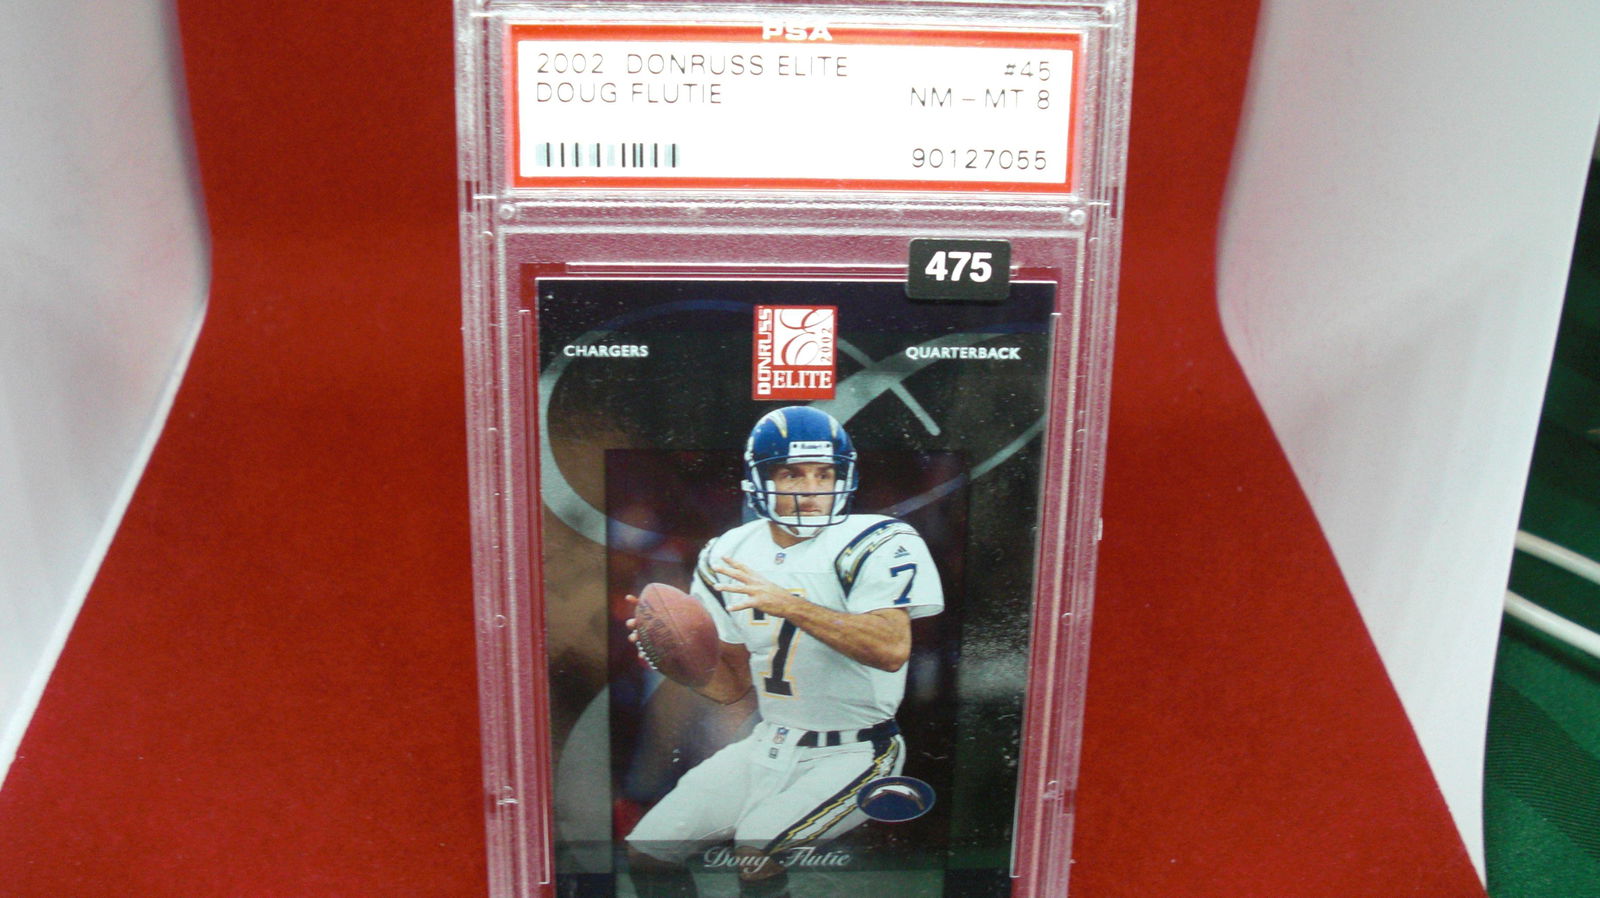 PSA
2002 DONRUSS ELITE #45
DOUG FLUTIE NM - MT 8
90127055
475
CHARGERS
DONRUSS
E
2002
ELITE
QUARTERBACK
Riddell
7
7
Doug Flutie